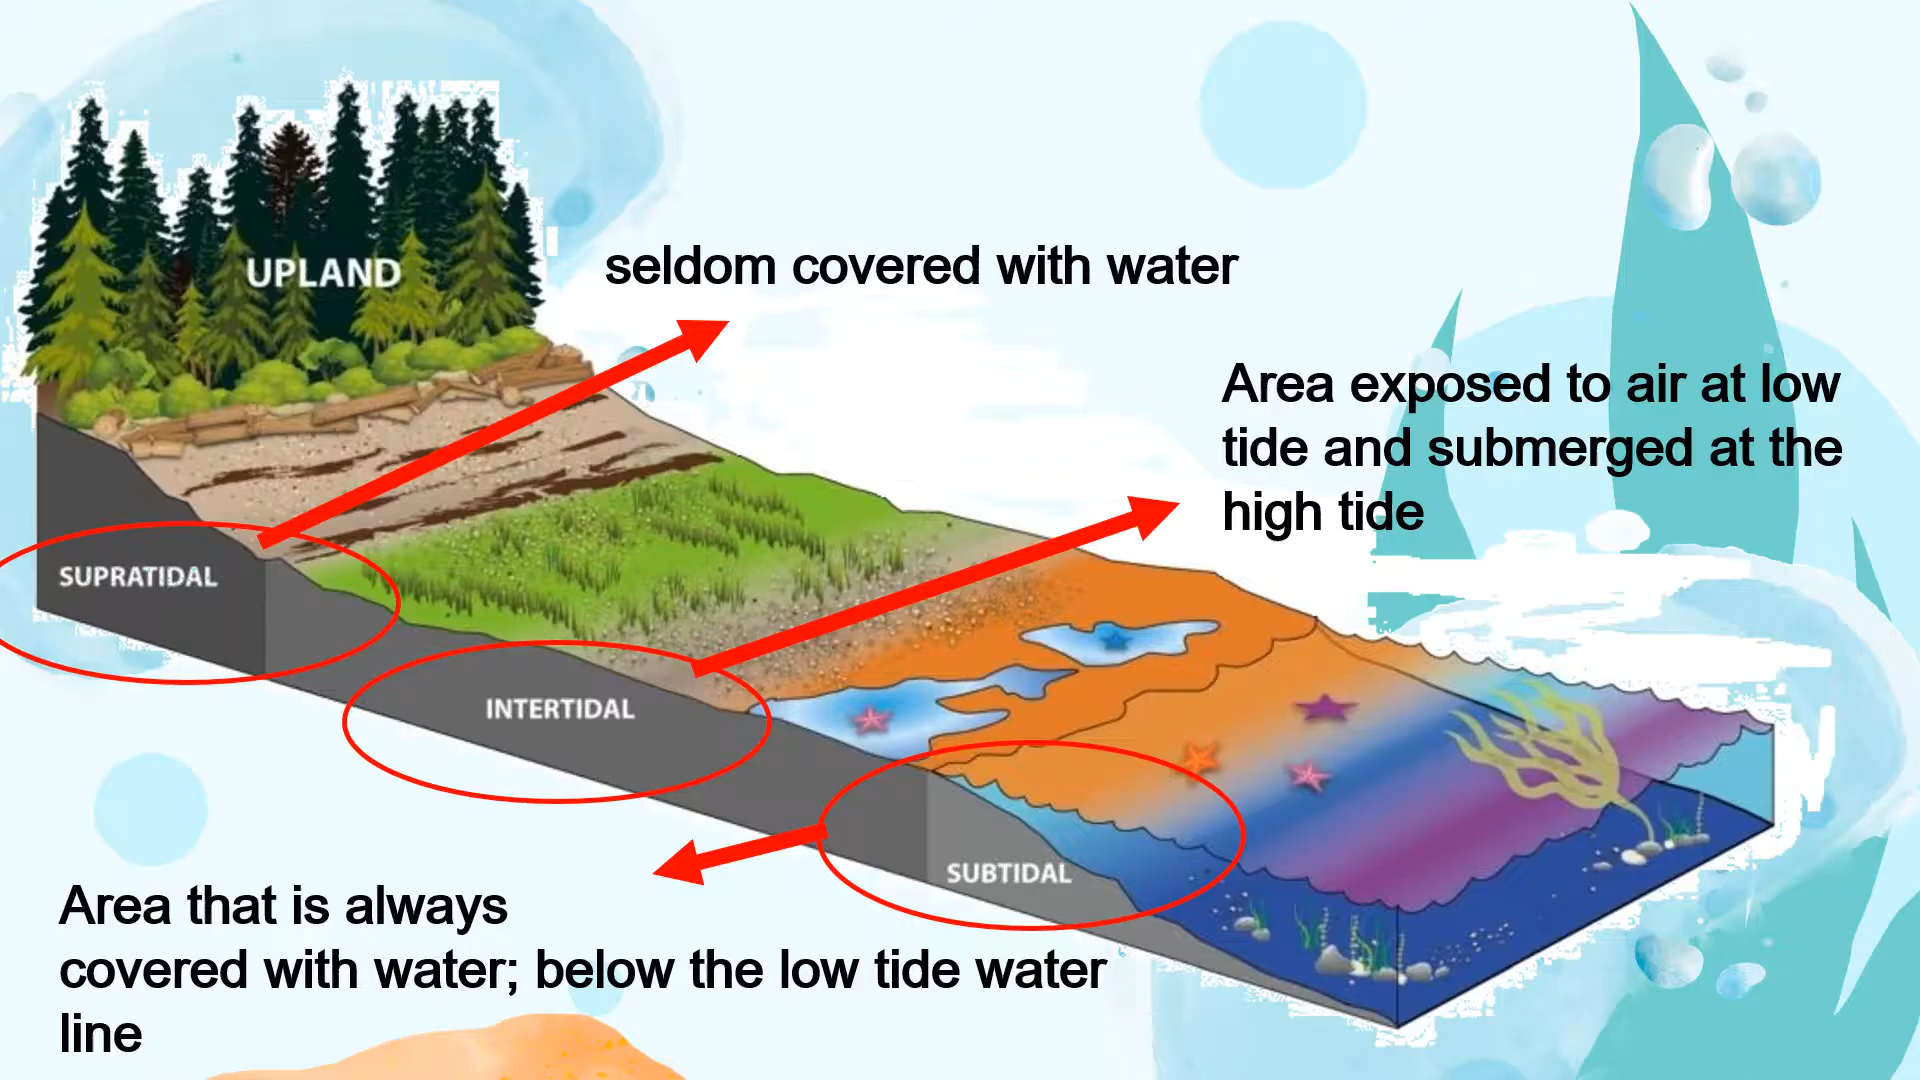 UPLAND
seldom covered with water
Area exposed to air at low
tide and submerged at the
high tide
SUPRATIDAL
INTERTIDAL
SUBTIDAL
Area that is always
covered with water; below the low tide water
line